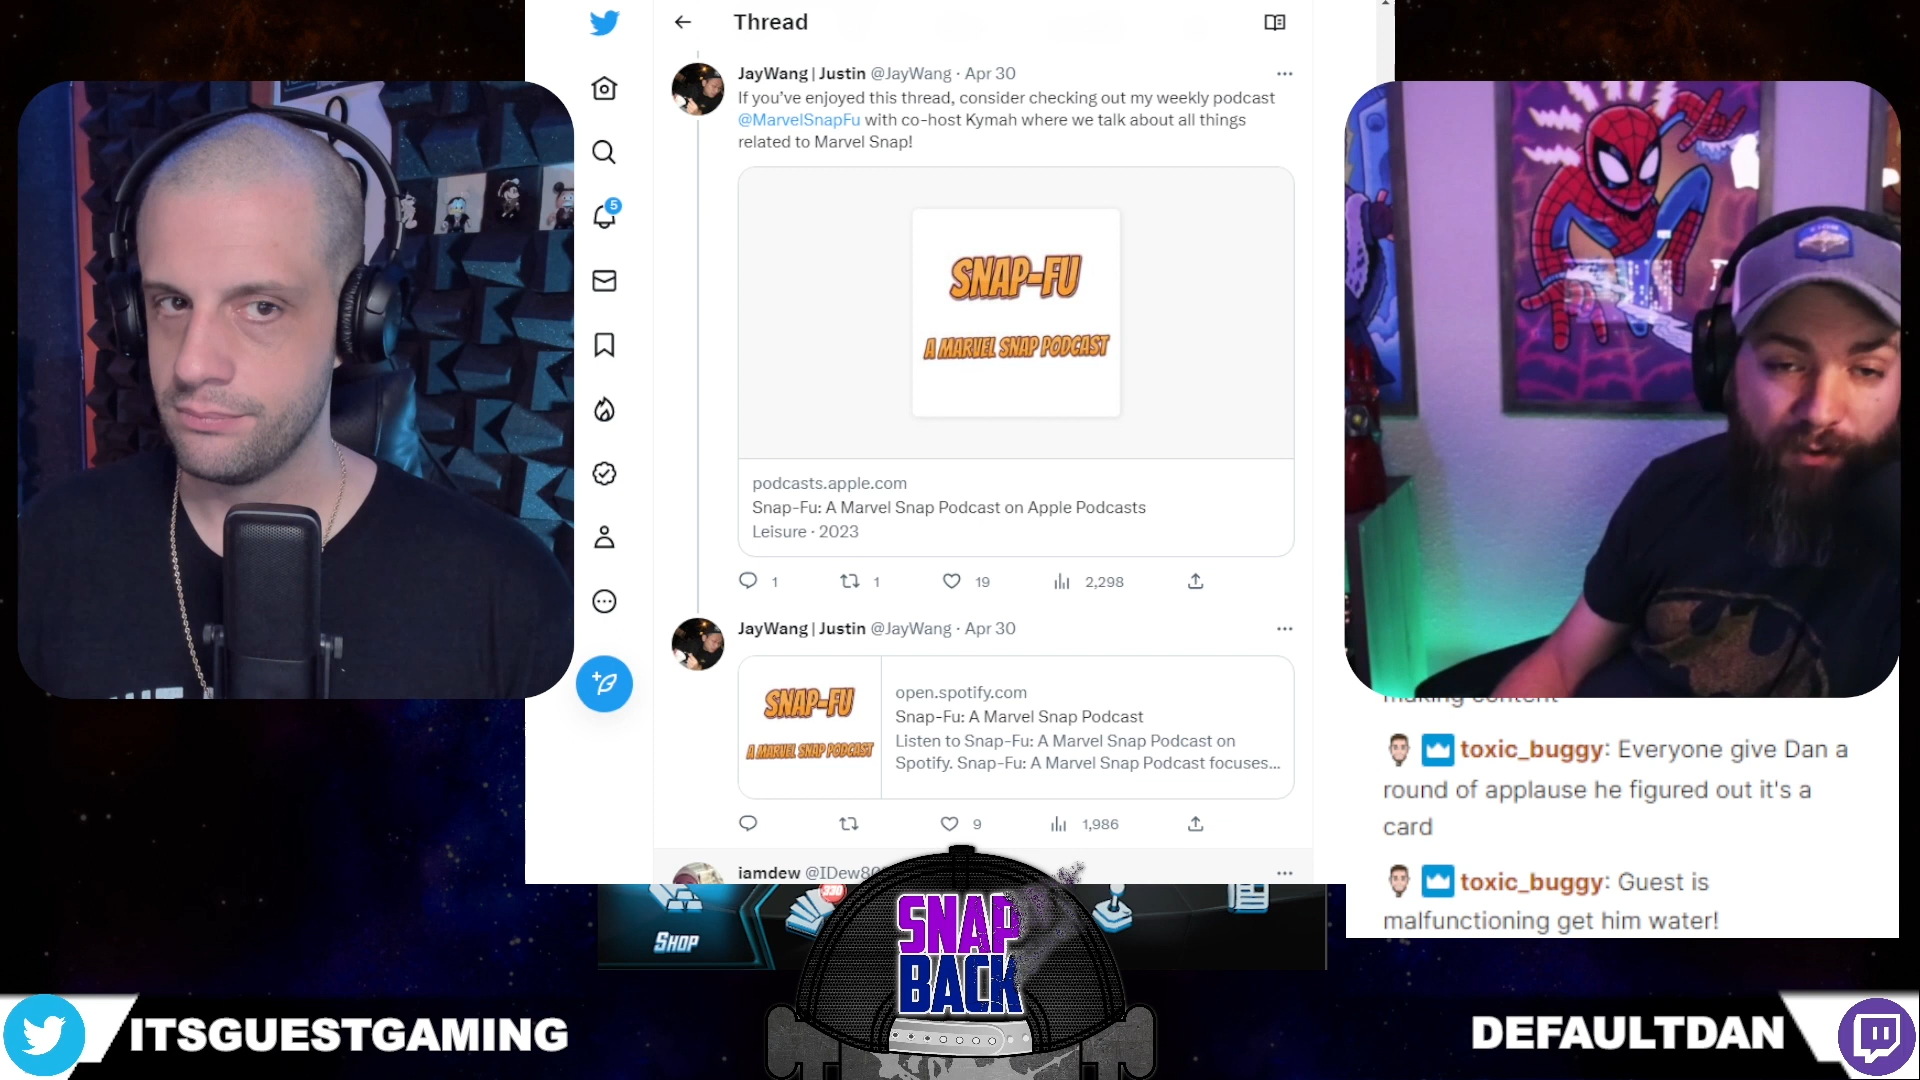 Thread
JayWang | Justin @JayWang · Apr 30
If you’ve enjoyed this thread, consider checking out my weekly podcast
@MarvelSnapFu with co-host Kymah where we talk about all things
related to Marvel Snap!
5
SNAP-FU
A MARVEL SNAP PODCAST
podcasts.apple.com
Snap-Fu: A Marvel Snap Podcast on Apple Podcasts
Leisure · 2023
1 1 19 2,298
JayWang | Justin @JayWang · Apr 30
SNAP-FU
A MARVEL SNAP PODCAST
open.spotify.com
Snap-Fu: A Marvel Snap Podcast
Listen to Snap-Fu: A Marvel Snap Podcast on
Spotify. Snap-Fu: A Marvel Snap Podcast focuses...
9 1,986
iamdew @IDew80
making content
toxic_buggy: Everyone give Dan a
round of applause he figured out it's a
card
toxic_buggy: Guest is
malfunctioning get him water!
SHOP
330
SNAP
BACK
ITSGUESTGAMING
DEFAULTDAN